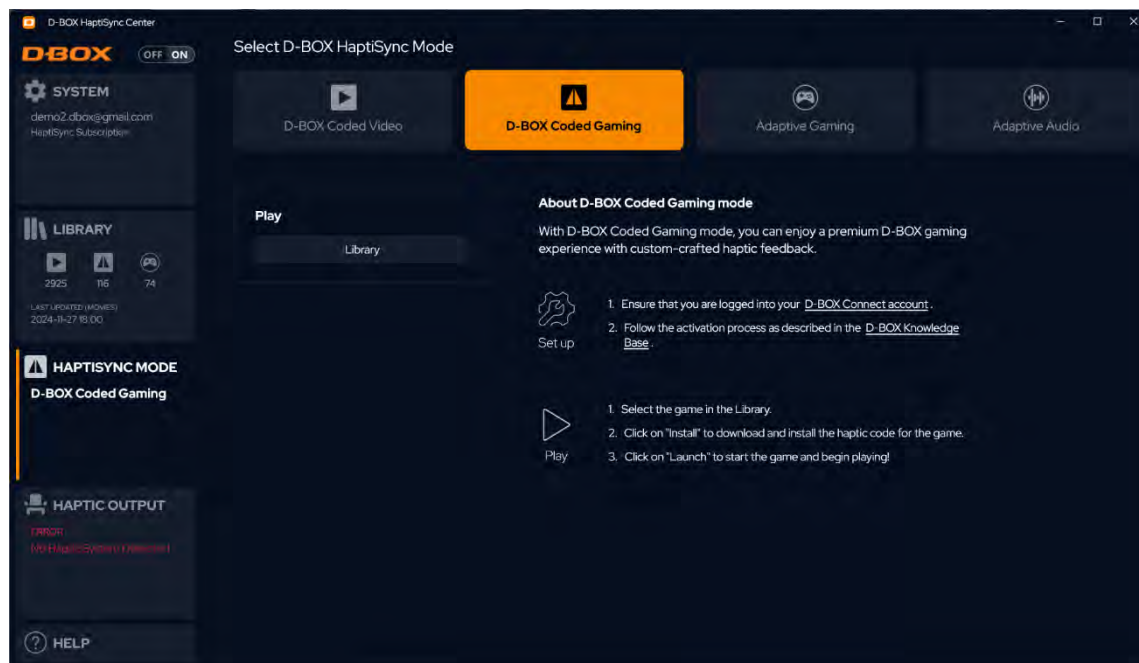 D-BOX HaptiSync Center
D-BOX
OFF ON
Select D-BOX HaptiSync Mode
SYSTEM
demo2.dbox@gmail.com
HaptiSync Subscription
D-BOX Coded Video
D-BOX Coded Gaming
Adaptive Gaming
Adaptive Audio
LIBRARY
2925 116 74
LAST UPDATED (MOVIES)
2024-11-27 18:00
HAPTISYNC MODE
D-BOX Coded Gaming
HAPTIC OUTPUT
ERROR
No Haptic System Detected
HELP
Play
Library
About D-BOX Coded Gaming mode
With D-BOX Coded Gaming mode, you can enjoy a premium D-BOX gaming
experience with custom-crafted haptic feedback.
Set up
1. Ensure that you are logged into your D-BOX Connect account .
2. Follow the activation process as described in the D-BOX Knowledge
Base .
Play
1. Select the game in the Library.
2. Click on "Install" to download and install the haptic code for the game.
3. Click on "Launch" to start the game and begin playing!